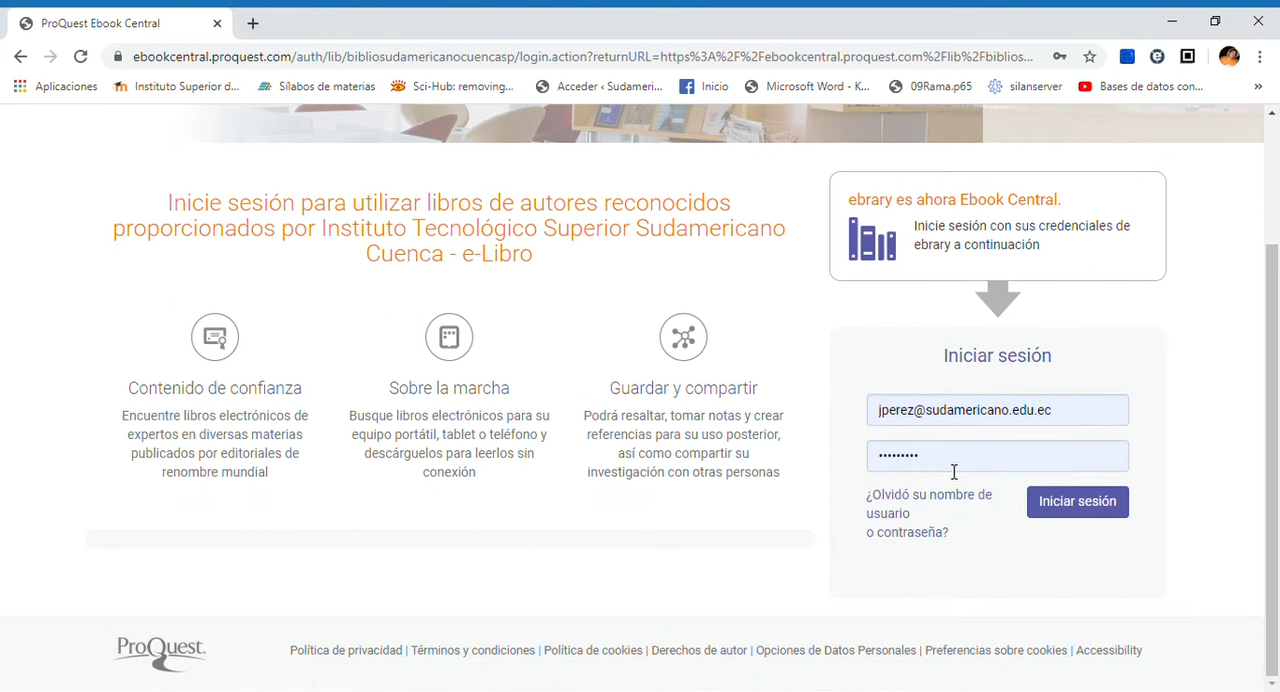 ProQuest Ebook Central
ebookcentral.proquest.com/auth/lib/bibliosudamericanocuencasp/login.action?returnURL=https%3A%2F%2Febookcentral.proquest.com%2Flib%2Fbiblios...
Aplicaciones
Instituto Superior d...
Sílabos de materias
Sci-Hub: removing...
Acceder ‹ Sudameri...
Inicio
Microsoft Word - K...
09Rama.p65
silanserver
Bases de datos con...
»
Inicie sesión para utilizar libros de autores reconocidos
proporcionados por Instituto Tecnológico Superior Sudamericano
Cuenca - e-Libro
Contenido de confianza
Encuentre libros electrónicos de
expertos en diversas materias
publicados por editoriales de
renombre mundial
Sobre la marcha
Busque libros electrónicos para su
equipo portátil, tablet o teléfono y
descárguelos para leerlos sin
conexión
Guardar y compartir
Podrá resaltar, tomar notas y crear
referencias para su uso posterior,
así como compartir su
investigación con otras personas
ebrary es ahora Ebook Central.
Inicie sesión con sus credenciales de
ebrary a continuación
Iniciar sesión
jperez@sudamericano.edu.ec
•••••••••
¿Olvidó su nombre de
usuario
o contraseña?
Iniciar sesión
ProQuest.
Política de privacidad | Términos y condiciones | Política de cookies | Derechos de autor | Opciones de Datos Personales | Preferencias sobre cookies | Accessibility